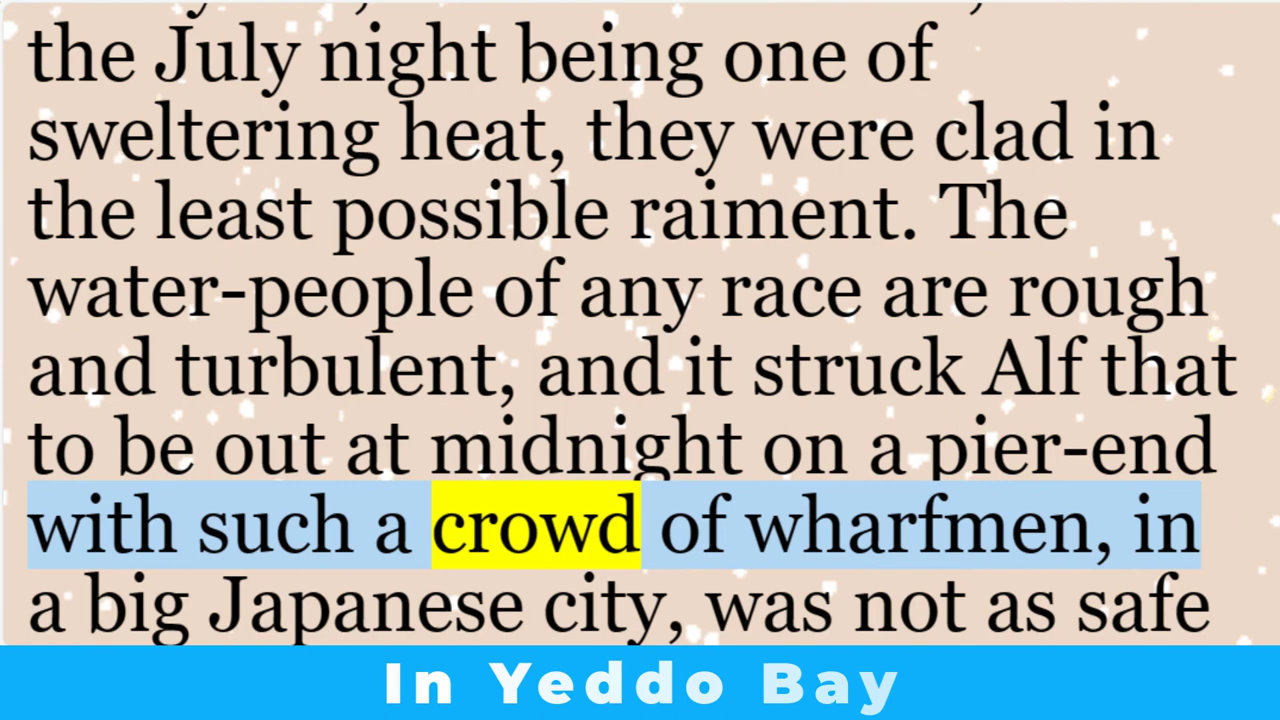 the July night being one of
sweltering heat, they were clad in
the least possible raiment. The
water-people of any race are rough
and turbulent, and it struck Alf that
to be out at midnight on a pier-end
with such a crowd of wharfmen, in
a big Japanese city, was not as safe
In Yeddo Bay